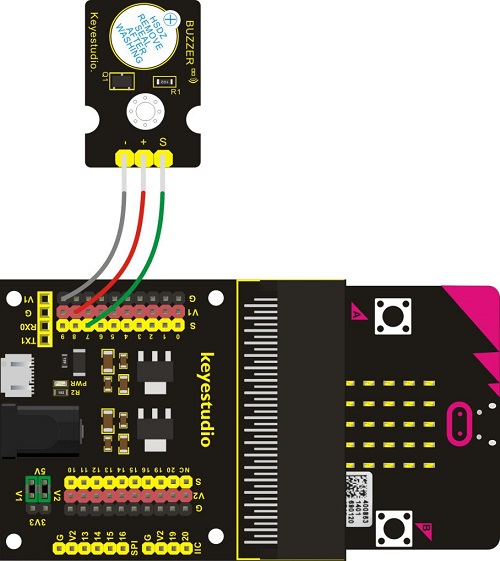 HSDZ
REMOVE
SEAL
AFTER
WASHING
Keyestudio.
BUZZER
Q1
R1
- + S
V1
G
RX0
TX1
G
V1
S
9 8 7 6 5 4 3 2 1 0
keyestudio
PWR
R2
5V
V1
V2
3V3
10 11 12 13 14 15 16 18 19 20 NC
S
V2
G
G
V2
13
14
15
16
SPI
G
V2
19
20
IIC
A
B